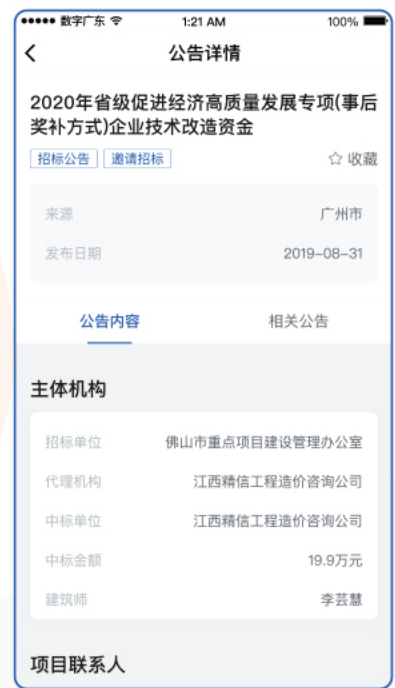 ●●●●● 数字广东 1:21 AM 100%
公告详情
2020年省级促进经济高质量发展专项(事后
奖补方式)企业技术改造资金
招标公告 邀请招标 ☆ 收藏
来源 广州市
发布日期 2019-08-31
公告内容 相关公告
主体机构
招标单位 佛山市重点项目建设管理办公室
代理机构 江西精信工程造价咨询公司
中标单位 江西精信工程造价咨询公司
中标金额 19.9万元
建筑师 李芸慧
项目联系人